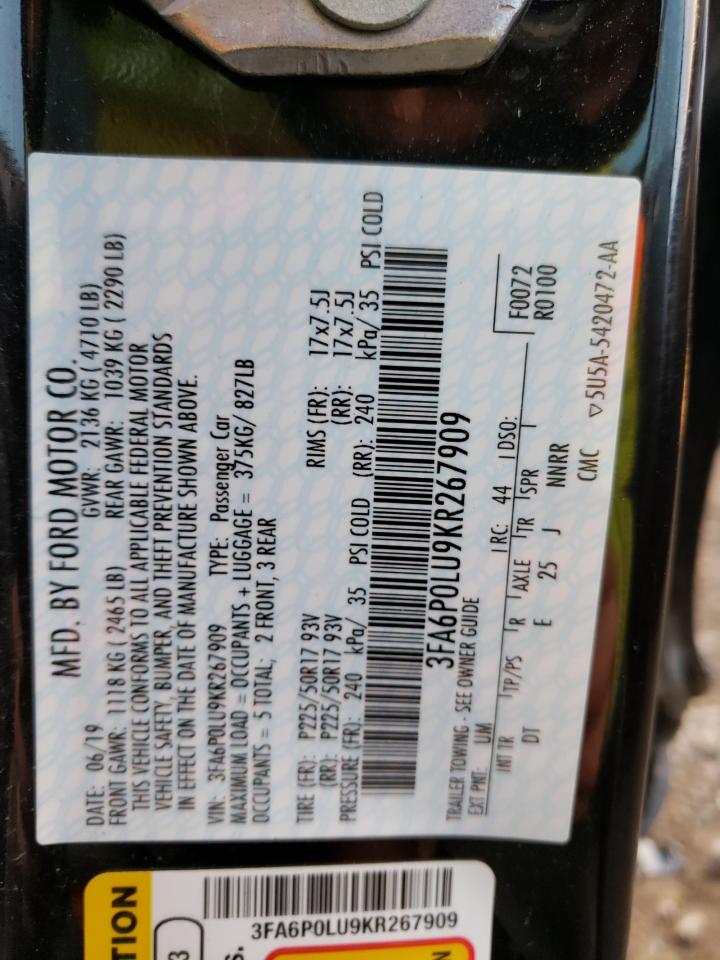 MFD. BY FORD MOTOR CO.
DATE: 06/19 GVWR: 2136 KG ( 4710 LB)
FRONT GAWR: 1118 KG ( 2465 LB) REAR GAWR: 1039 KG ( 2290 LB)
THIS VEHICLE CONFORMS TO ALL APPLICABLE FEDERAL MOTOR
VEHICLE SAFETY, BUMPER, AND THEFT PREVENTION STANDARDS
IN EFFECT ON THE DATE OF MANUFACTURE SHOWN ABOVE.
VIN: 3FA6P0LU9KR267909 TYPE: Passenger Car
MAXIMUM LOAD = OCCUPANTS + LUGGAGE = 375KG/ 827LB
OCCUPANTS = 5 TOTAL; 2 FRONT, 3 REAR
TIRE (FR): P225/50R17 93V RIMS (FR): 17x7.5J
(RR): P225/50R17 93V (RR): 17x7.5J
PRESSURE (FR): 240 kPa/ 35 PSI COLD (RR): 240 kPa/ 35 PSI COLD
3FA6P0LU9KR267909
TRAILER TOWING - SEE OWNER GUIDE
EXT PNT: UM RC: 44 DSO:
INT TR TP/PS R AXLE TR SPR F0072
DT E 25 J NNRR R0100
CMC
▽5U5A-5420472-AA
TION
3FA6P0LU9KR267909
3
S.
N